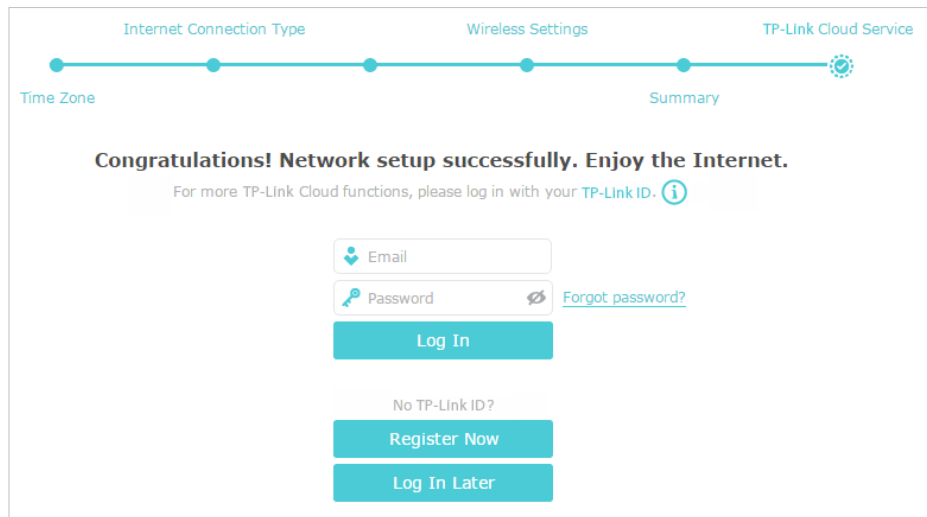 Internet Connection Type Wireless Settings TP-Link Cloud Service
Time Zone Summary
Congratulations! Network setup successfully. Enjoy the Internet.
For more TP-Link Cloud functions, please log in with your TP-Link ID. i
Email
Password Forgot password?
Log In
No TP-Link ID?
Register Now
Log In Later